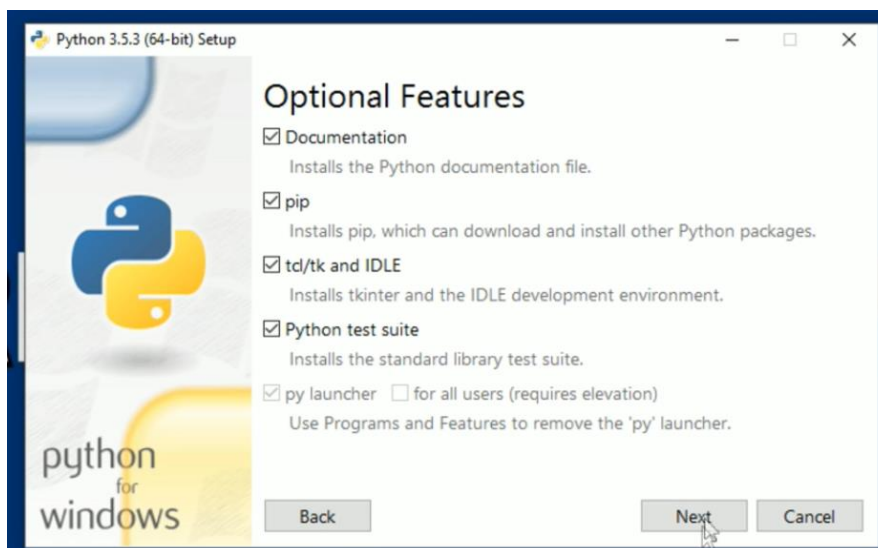 Python 3.5.3 (64-bit) Setup
Optional Features
Documentation
Installs the Python documentation file.
pip
Installs pip, which can download and install other Python packages.
tcl/tk and IDLE
Installs tkinter and the IDLE development environment.
Python test suite
Installs the standard library test suite.
py launcher for all users (requires elevation)
Use Programs and Features to remove the 'py' launcher.
python
for
windows
Back Next Cancel